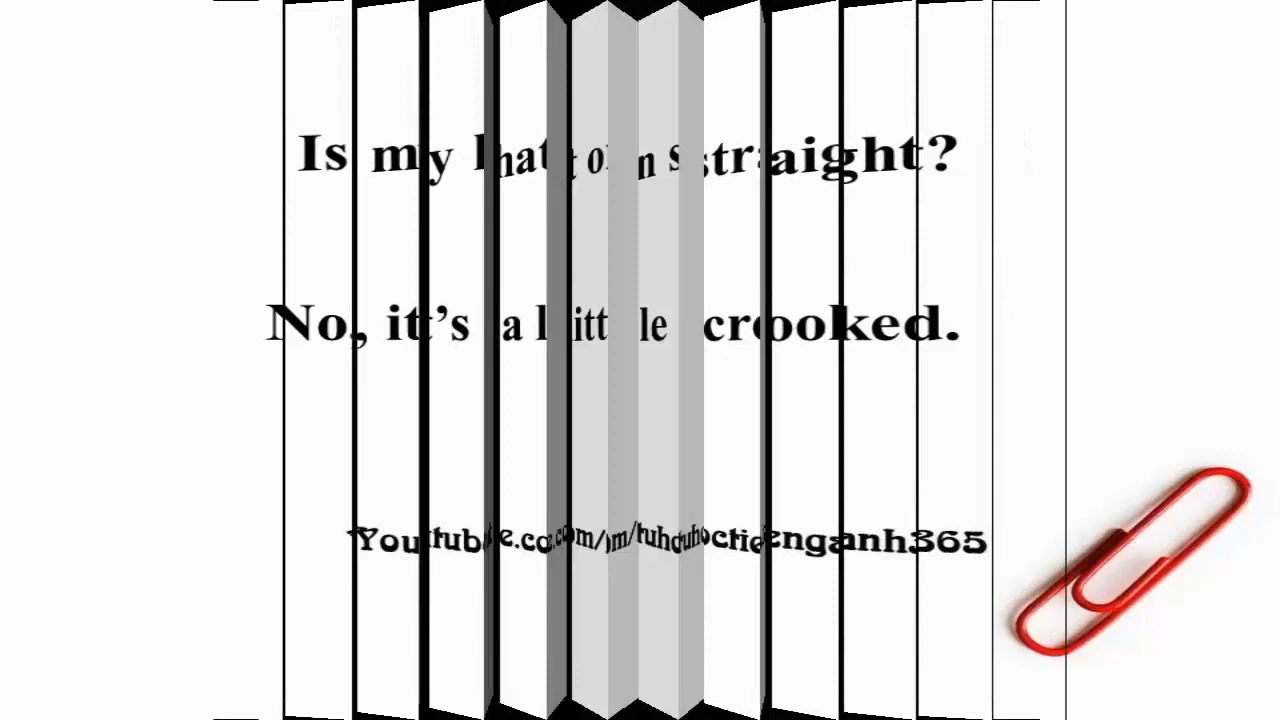 Is my hat on straight?
No, it's a little crooked.
Youtube.com/tuhoctienganh365